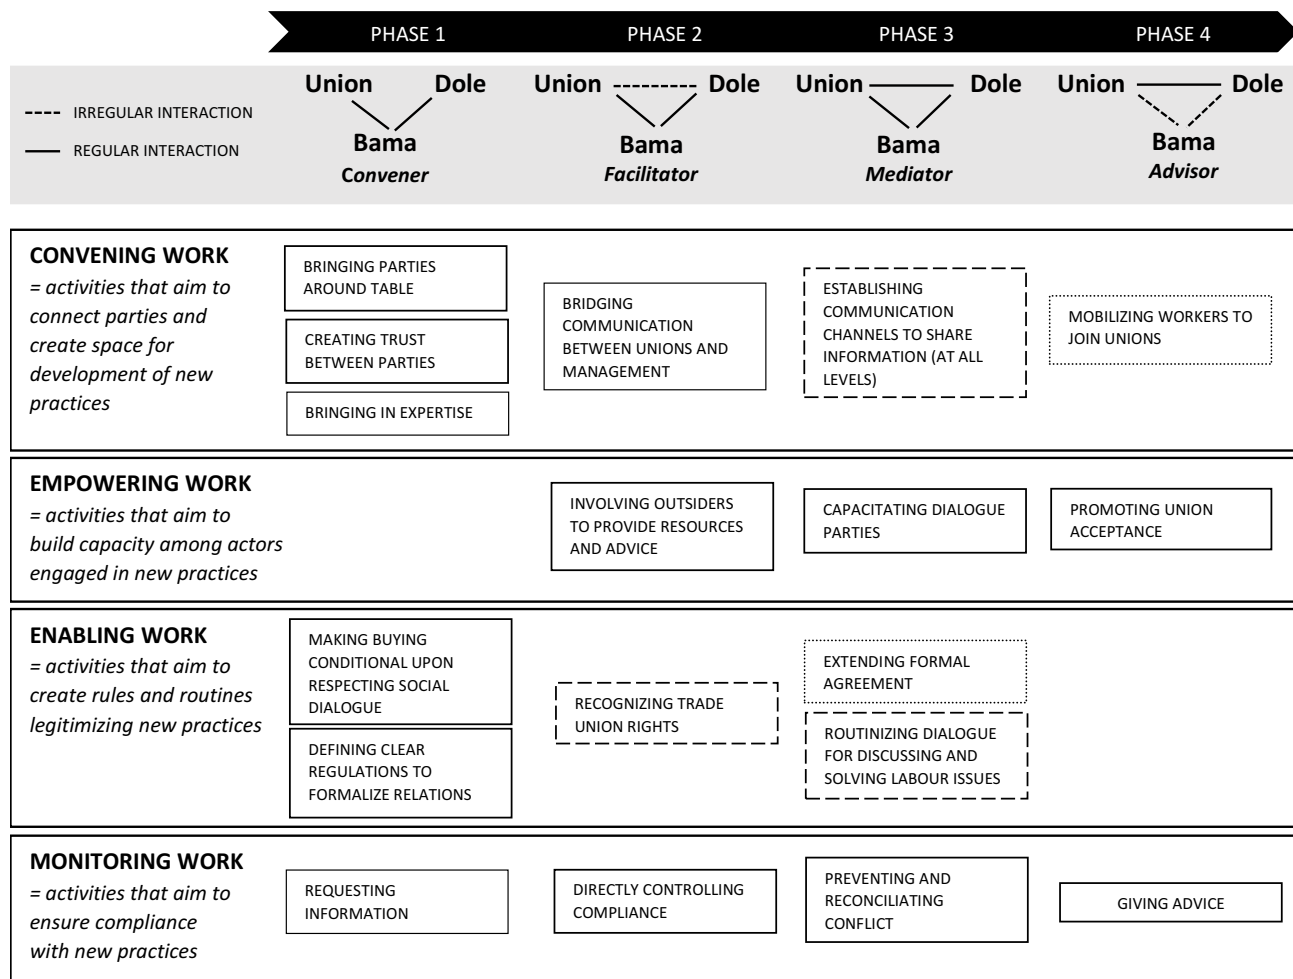 PHASE 1
PHASE 2
PHASE 3
PHASE 4
IRREGULAR INTERACTION
REGULAR INTERACTION
Union Dole
Bama
Convener
Union Dole
Bama
Facilitator
Union Dole
Bama
Mediator
Union Dole
Bama
Advisor
CONVENING WORK
= activities that aim to
connect parties and
create space for
development of new
practices
BRINGING PARTIES
AROUND TABLE
CREATING TRUST
BETWEEN PARTIES
BRINGING IN EXPERTISE
BRIDGING
COMMUNICATION
BETWEEN UNIONS AND
MANAGEMENT
ESTABLISHING
COMMUNICATION
CHANNELS TO SHARE
INFORMATION (AT ALL
LEVELS)
MOBILIZING WORKERS TO
JOIN UNIONS
EMPOWERING WORK
= activities that aim to
build capacity among actors
engaged in new practices
INVOLVING OUTSIDERS
TO PROVIDE RESOURCES
AND ADVICE
CAPACITATING DIALOGUE
PARTIES
PROMOTING UNION
ACCEPTANCE
ENABLING WORK
= activities that aim to
create rules and routines
legitimizing new practices
MAKING BUYING
CONDITIONAL UPON
RESPECTING SOCIAL
DIALOGUE
DEFINING CLEAR
REGULATIONS TO
FORMALIZE RELATIONS
RECOGNIZING TRADE
UNION RIGHTS
EXTENDING FORMAL
AGREEMENT
ROUTINIZING DIALOGUE
FOR DISCUSSING AND
SOLVING LABOUR ISSUES
MONITORING WORK
= activities that aim to
ensure compliance
with new practices
REQUESTING
INFORMATION
DIRECTLY CONTROLLING
COMPLIANCE
PREVENTING AND
RECONCILIATING
CONFLICT
GIVING ADVICE